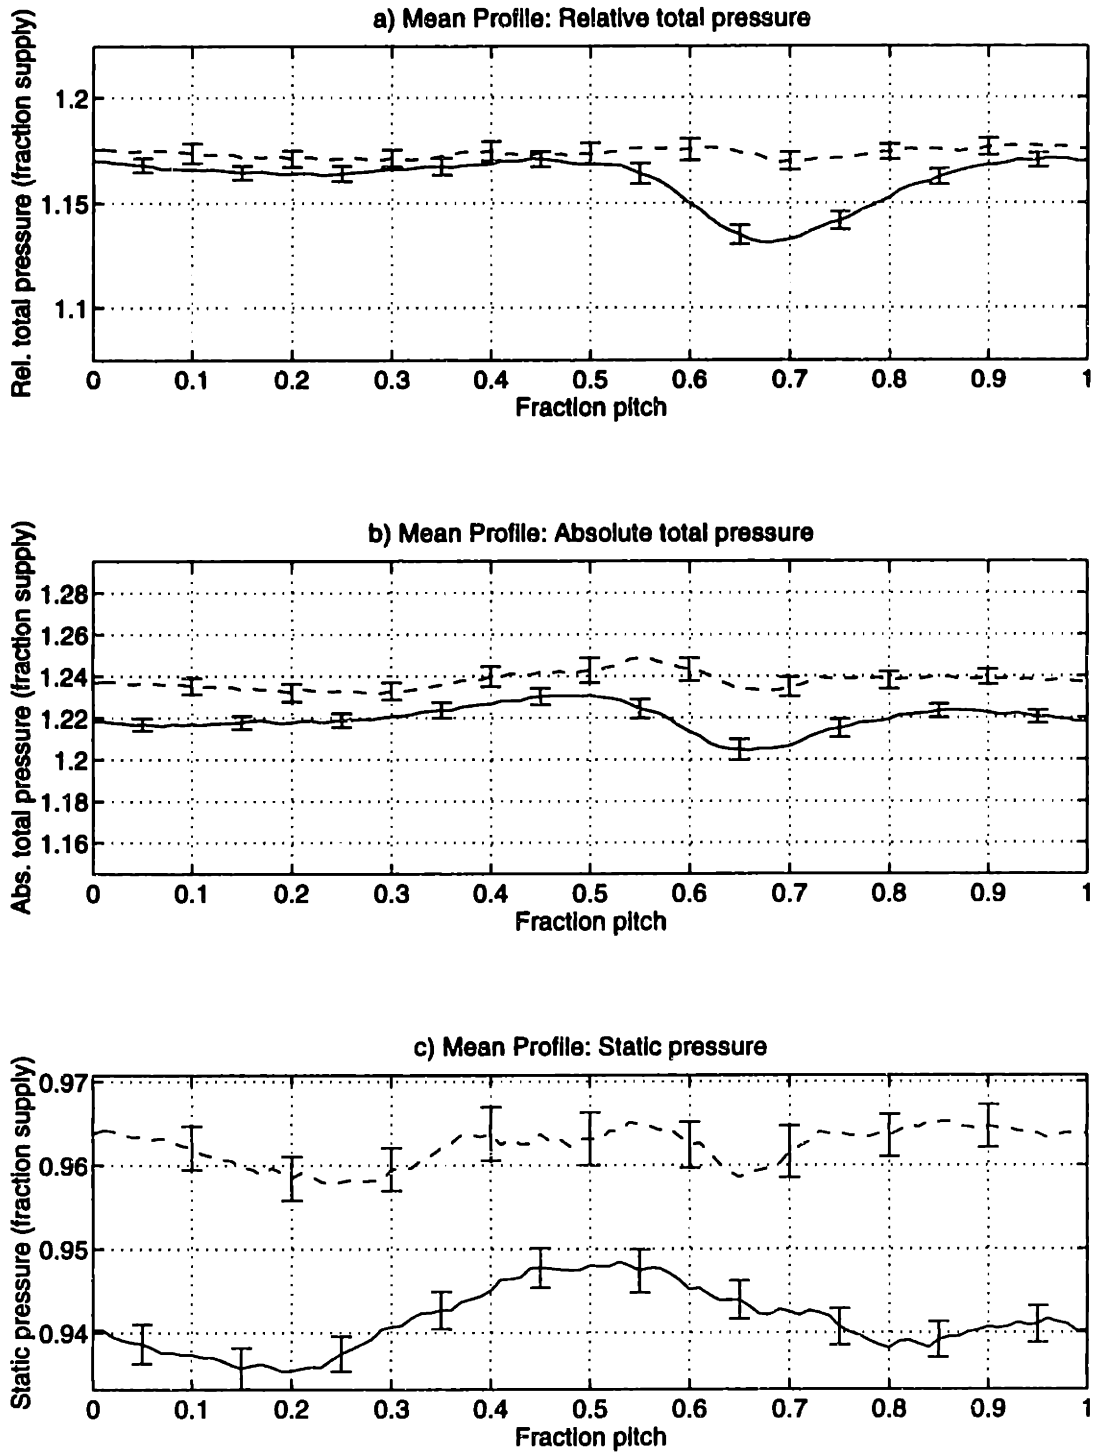 a) Mean Profile: Relative total pressure
Rel. total pressure (fraction supply)
1.2
1.15
1.1
0 0.1 0.2 0.3 0.4 0.5 0.6 0.7 0.8 0.9 1
Fraction pitch
b) Mean Profile: Absolute total pressure
Abs. total pressure (fraction supply)
1.28
1.26
1.24
1.22
1.2
1.18
1.16
0 0.1 0.2 0.3 0.4 0.5 0.6 0.7 0.8 0.9 1
Fraction pitch
c) Mean Profile: Static pressure
Static pressure (fraction supply)
0.97
0.96
0.95
0.94
0 0.1 0.2 0.3 0.4 0.5 0.6 0.7 0.8 0.9 1
Fraction pitch